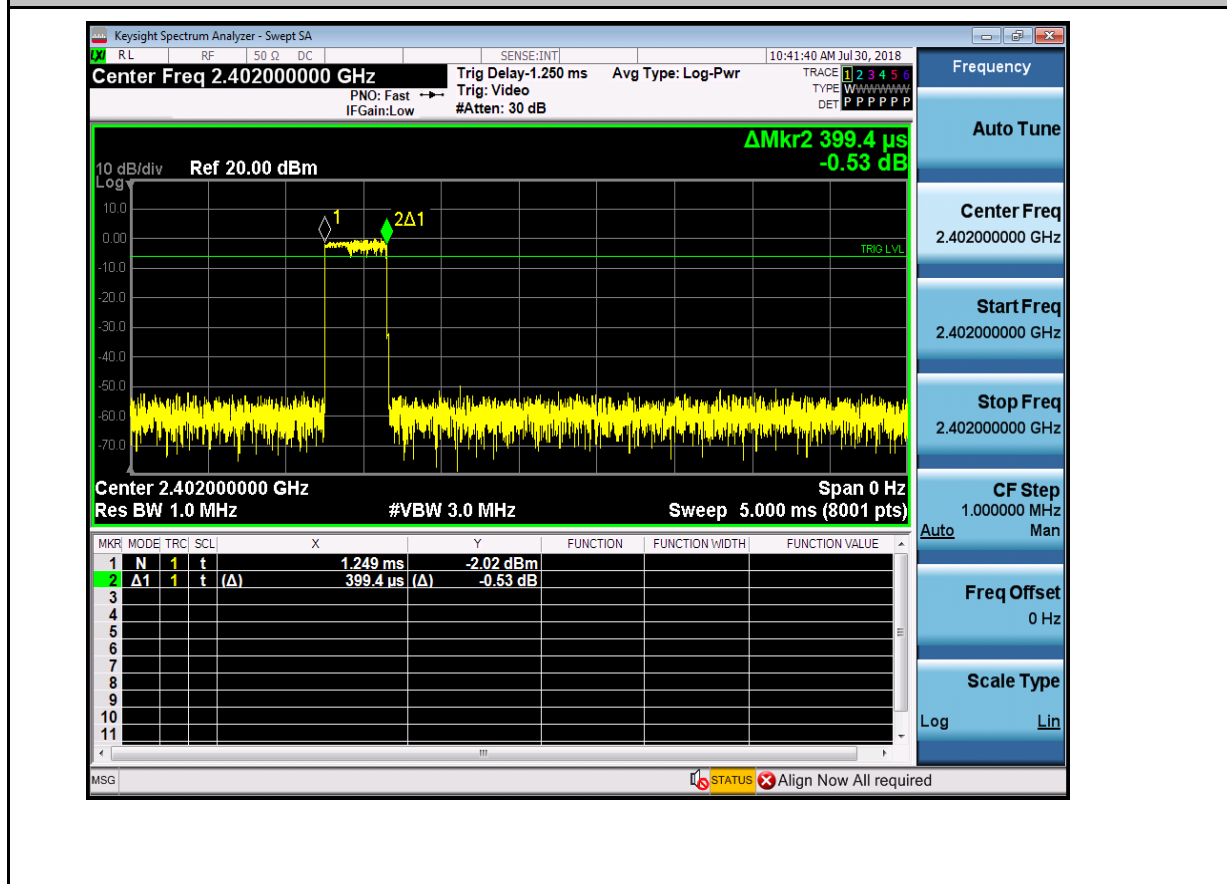 Keysight Spectrum Analyzer - Swept SA
LXI RL RF 50 Ω DC SENSE:INT 10:41:40 AM Jul 30, 2018
Center Freq 2.402000000 GHz
PNO: Fast
IFGain:Low
Trig Delay-1.250 ms
Trig: Video
#Atten: 30 dB
Avg Type: Log-Pwr
TRACE 1 2 3 4 5 6
TYPE WWWWWW
DET P P P P P P
ΔMkr2 399.4 µs
-0.53 dB
10 dB/div Ref 20.00 dBm
Log
10.0
0.00
-10.0
-20.0
-30.0
-40.0
-50.0
-60.0
-70.0
1
2Δ1
TRIG LVL
Center 2.402000000 GHz Span 0 Hz
Res BW 1.0 MHz #VBW 3.0 MHz Sweep 5.000 ms (8001 pts)
MKR MODE TRC SCL X Y FUNCTION FUNCTION WIDTH FUNCTION VALUE
1 N 1 t 1.249 ms -2.02 dBm
2 Δ1 1 t (Δ) 399.4 µs (Δ) -0.53 dB
3
4
5
6
7
8
9
10
11
MSG STATUS Align Now All required
Frequency
Auto Tune
Center Freq
2.402000000 GHz
Start Freq
2.402000000 GHz
Stop Freq
2.402000000 GHz
CF Step
1.000000 MHz
Auto Man
Freq Offset
0 Hz
Scale Type
Log Lin